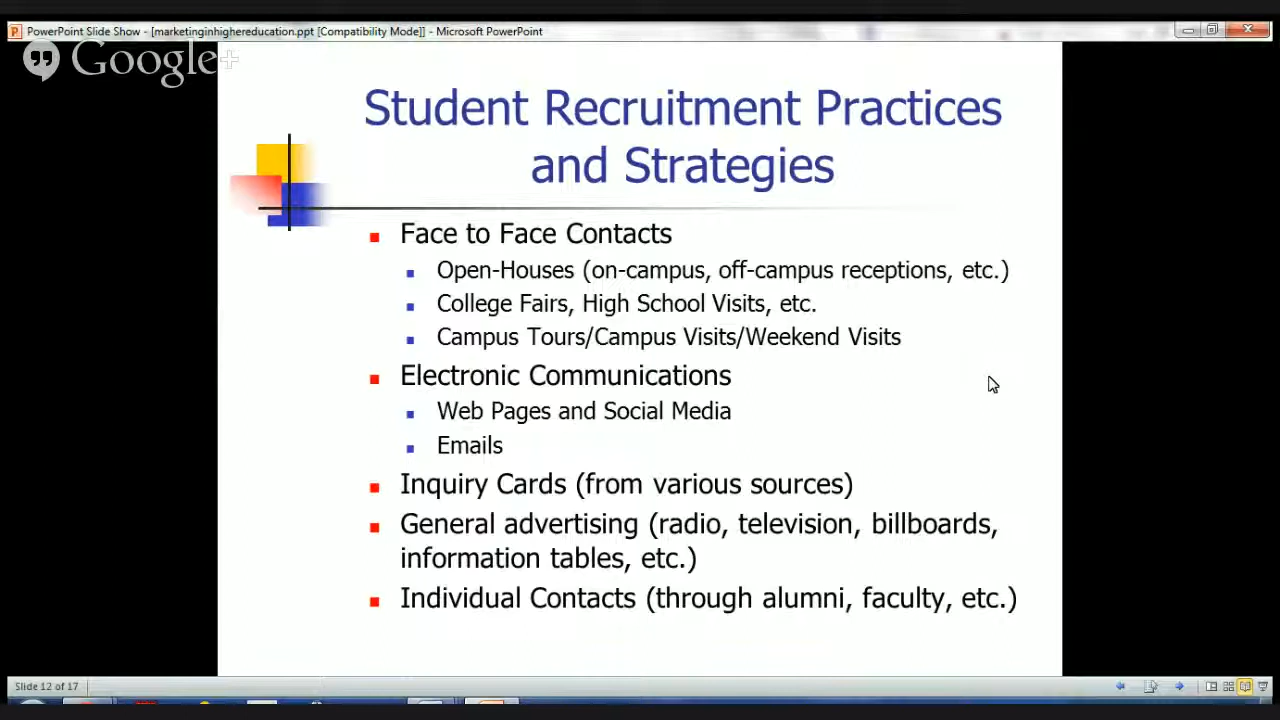 PowerPoint Slide Show - [marketinginhighereducation.ppt [Compatibility Mode]] - Microsoft PowerPoint
Google+
Student Recruitment Practices
and Strategies
Face to Face Contacts
Open-Houses (on-campus, off-campus receptions, etc.)
College Fairs, High School Visits, etc.
Campus Tours/Campus Visits/Weekend Visits
Electronic Communications
Web Pages and Social Media
Emails
Inquiry Cards (from various sources)
General advertising (radio, television, billboards,
information tables, etc.)
Individual Contacts (through alumni, faculty, etc.)
Slide 12 of 17